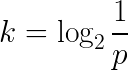 k = log₂ 1/p